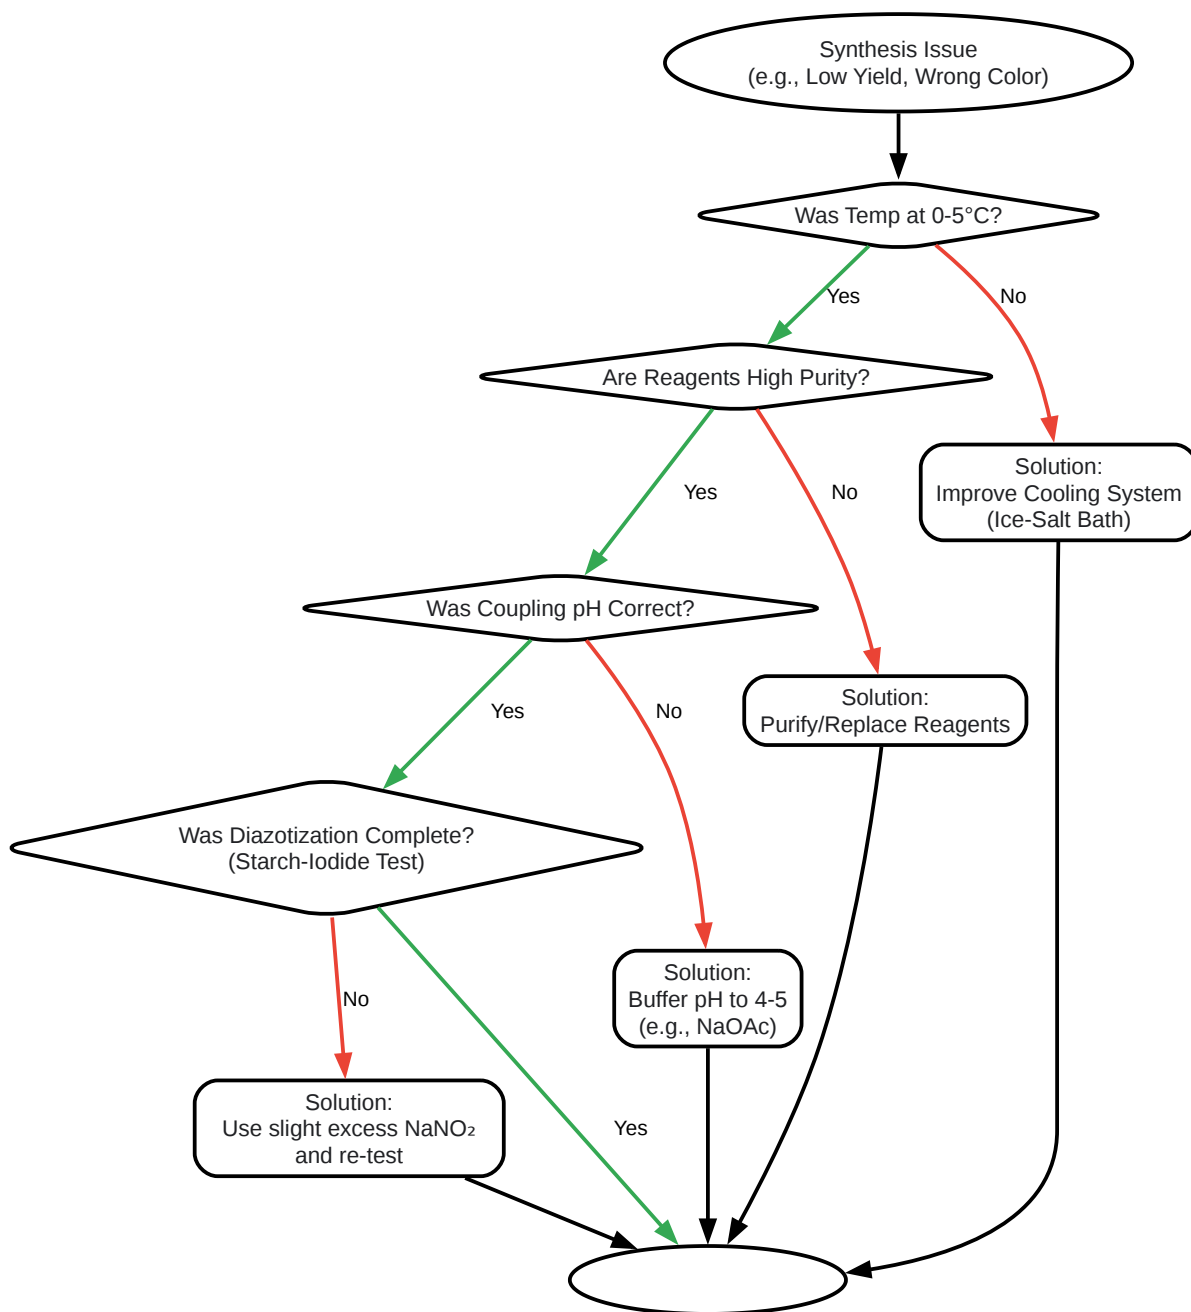 Synthesis Issue
(e.g., Low Yield, Wrong Color)
Was Temp at 0-5°C?
Yes
No
Are Reagents High Purity?
Solution:
Improve Cooling System
(Ice-Salt Bath)
Yes
No
Was Coupling pH Correct?
Solution:
Purify/Replace Reagents
Yes
No
Was Diazotization Complete?
(Starch-Iodide Test)
Solution:
Buffer pH to 4-5
(e.g., NaOAc)
No
Solution:
Use slight excess NaNO₂
and re-test
Yes